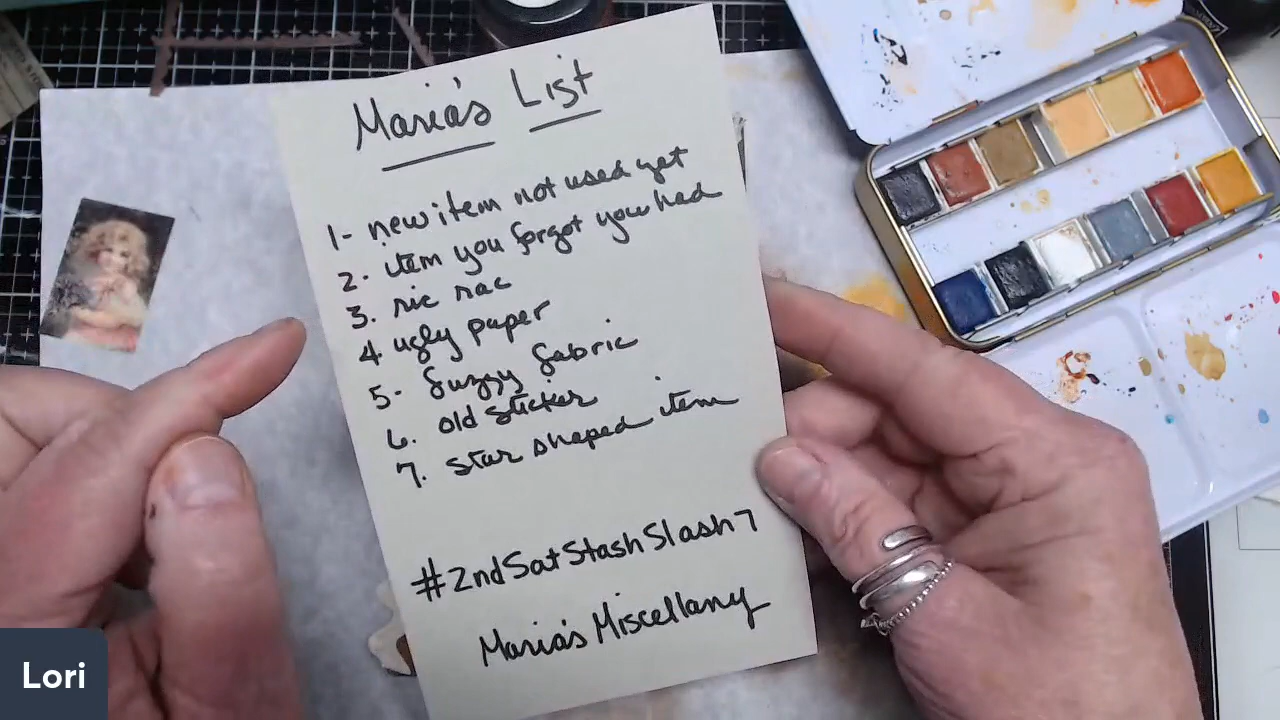 Maria's List
1- new item not used yet
2. item you forgot you had
3. ric rac
4 ugly paper
5. fuzzy fabric
6. old sticker
7. star shaped item
#2ndSatStashSlash7
Maria's Miscellany
Lori